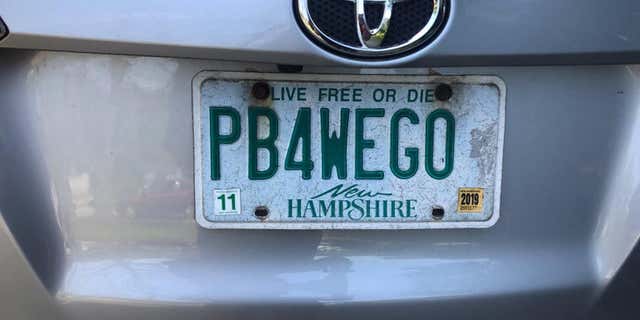 LIVE FREE OR DIE
PB4WEGO
11
New
HAMPSHIRE
2019